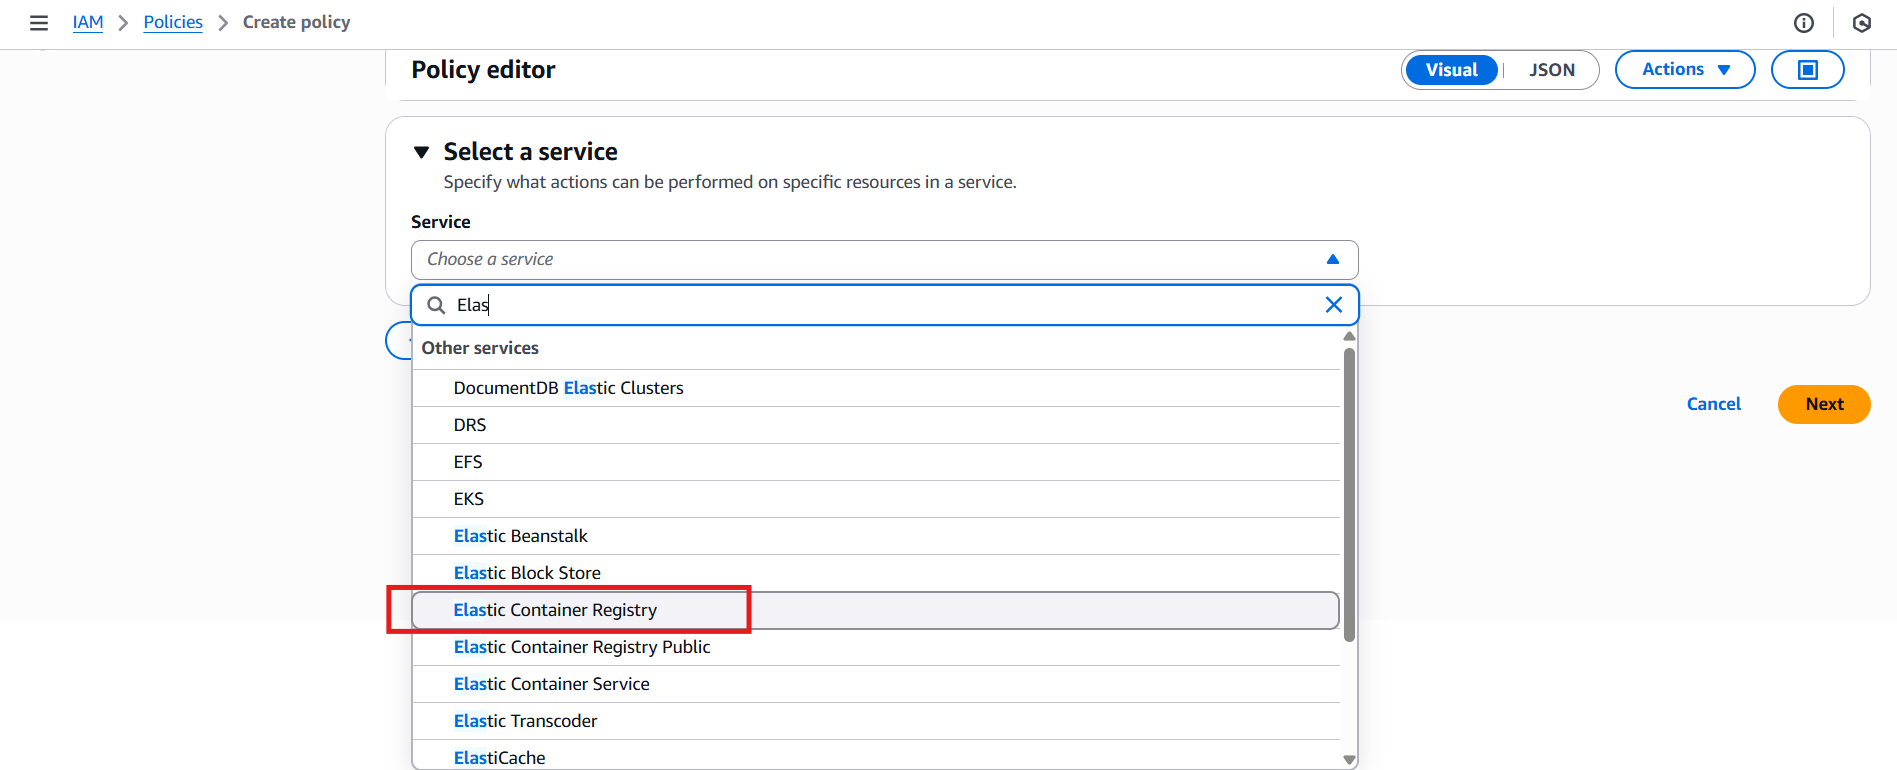 IAM > Policies > Create policy
Policy editor
Visual | JSON
Actions
Select a service
Specify what actions can be performed on specific resources in a service.
Service
Choose a service
Elas
Other services
DocumentDB Elastic Clusters
DRS
EFS
EKS
Elastic Beanstalk
Elastic Block Store
Elastic Container Registry
Elastic Container Registry Public
Elastic Container Service
Elastic Transcoder
ElastiCache
Cancel
Next